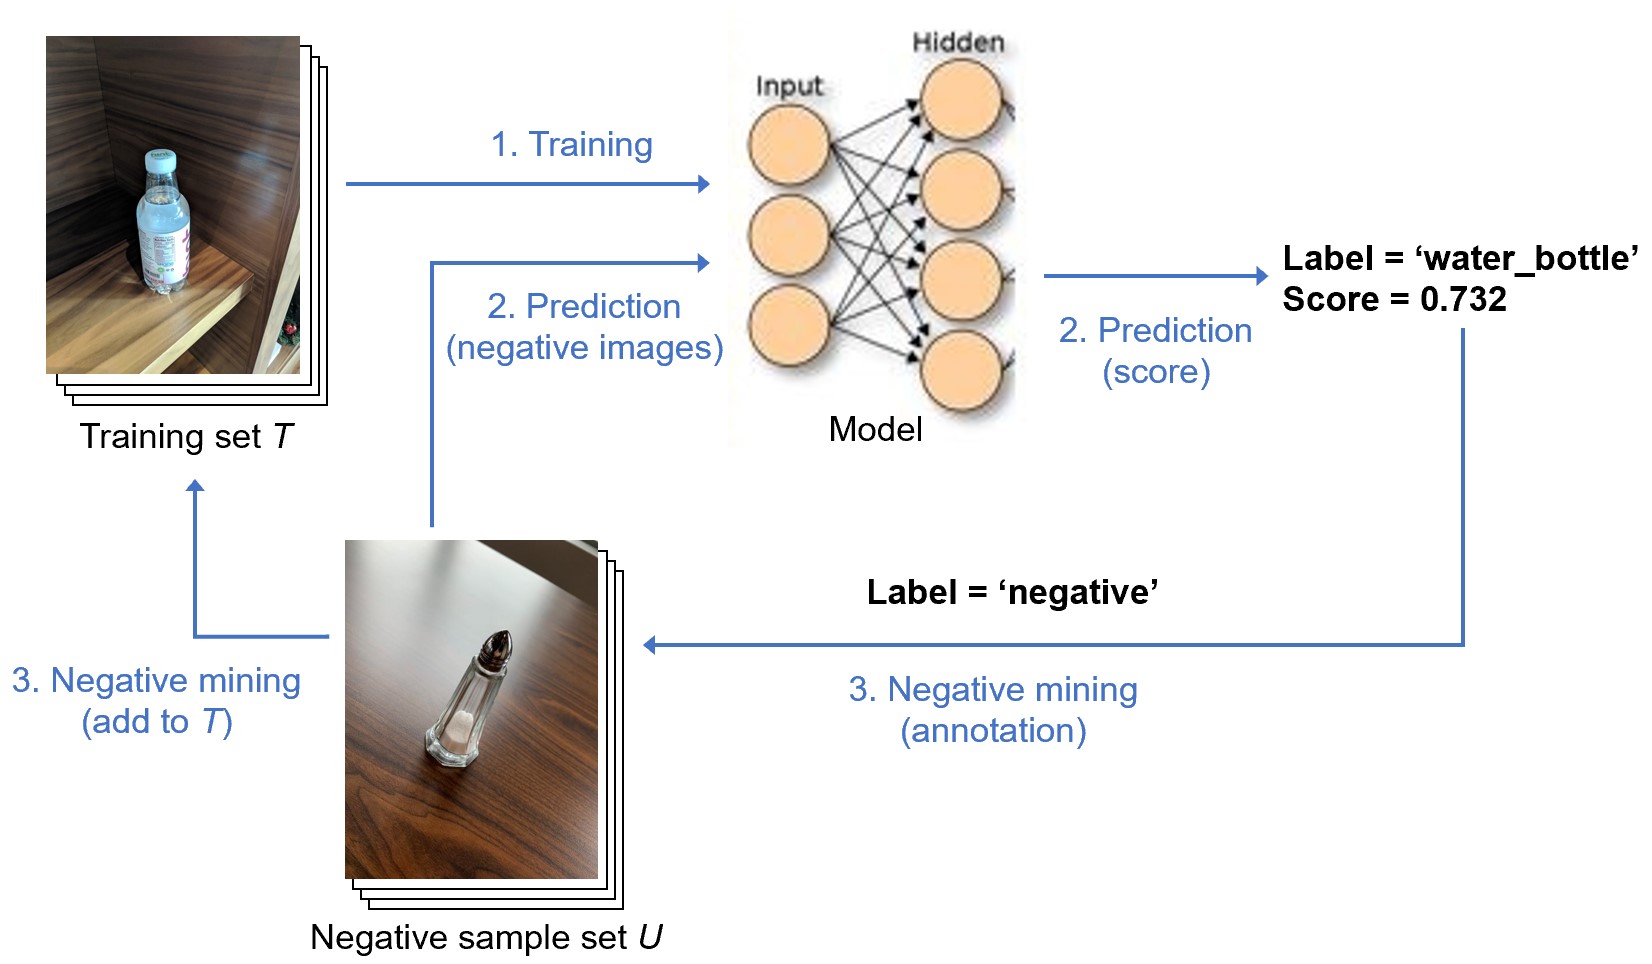 Hidden
Input
1. Training
2. Prediction
(negative images)
Label = ‘water_bottle’
Score = 0.732
2. Prediction
(score)
Model
Training set T
Label = ‘negative’
3. Negative mining
(add to T)
3. Negative mining
(annotation)
Negative sample set U